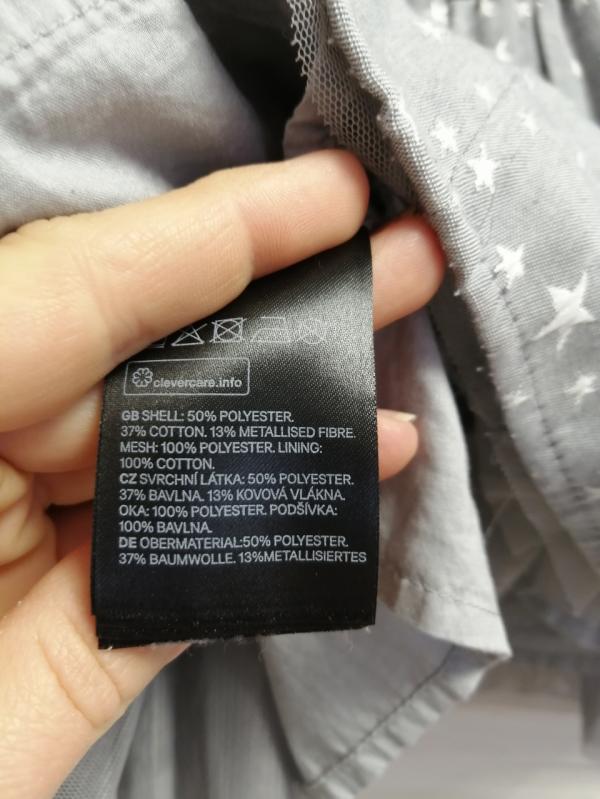 clevercare.info
GB SHELL: 50% POLYESTER.
37% COTTON. 13% METALLISED FIBRE.
MESH: 100% POLYESTER. LINING:
100% COTTON.
CZ SVRCHNÍ LÁTKA: 50% POLYESTER.
37% BAVLNA. 13% KOVOVÁ VLÁKNA.
OKA: 100% POLYESTER. PODŠÍVKA:
100% BAVLNA.
DE OBERMATERIAL:50% POLYESTER.
37% BAUMWOLLE. 13%METALLISIERTES